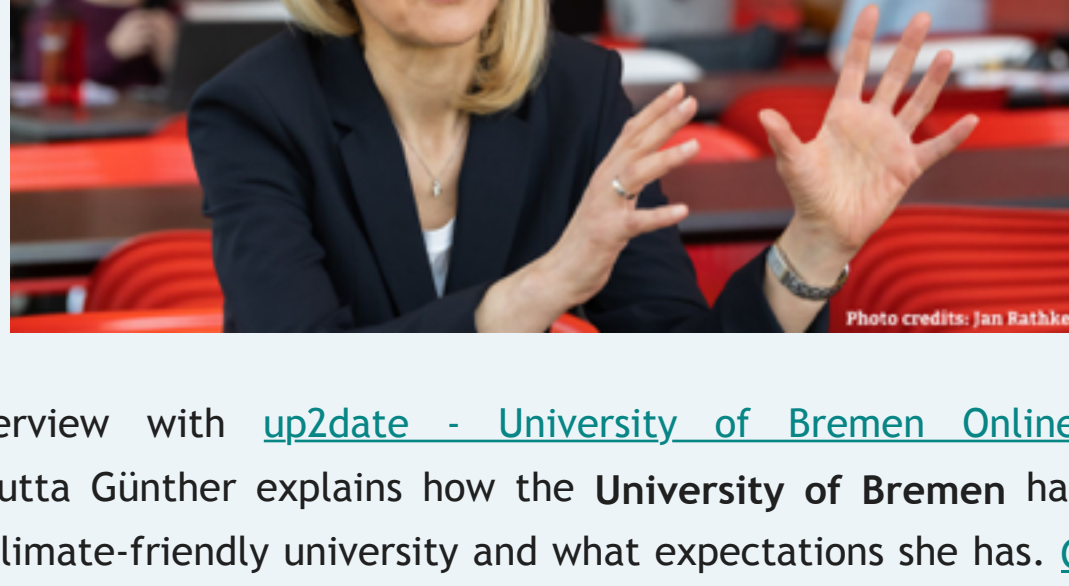 Photo credits: Jan Rathke
erview with up2date - University of Bremen Online
utta Günther explains how the University of Bremen ha
limate-friendly university and what expectations she has.